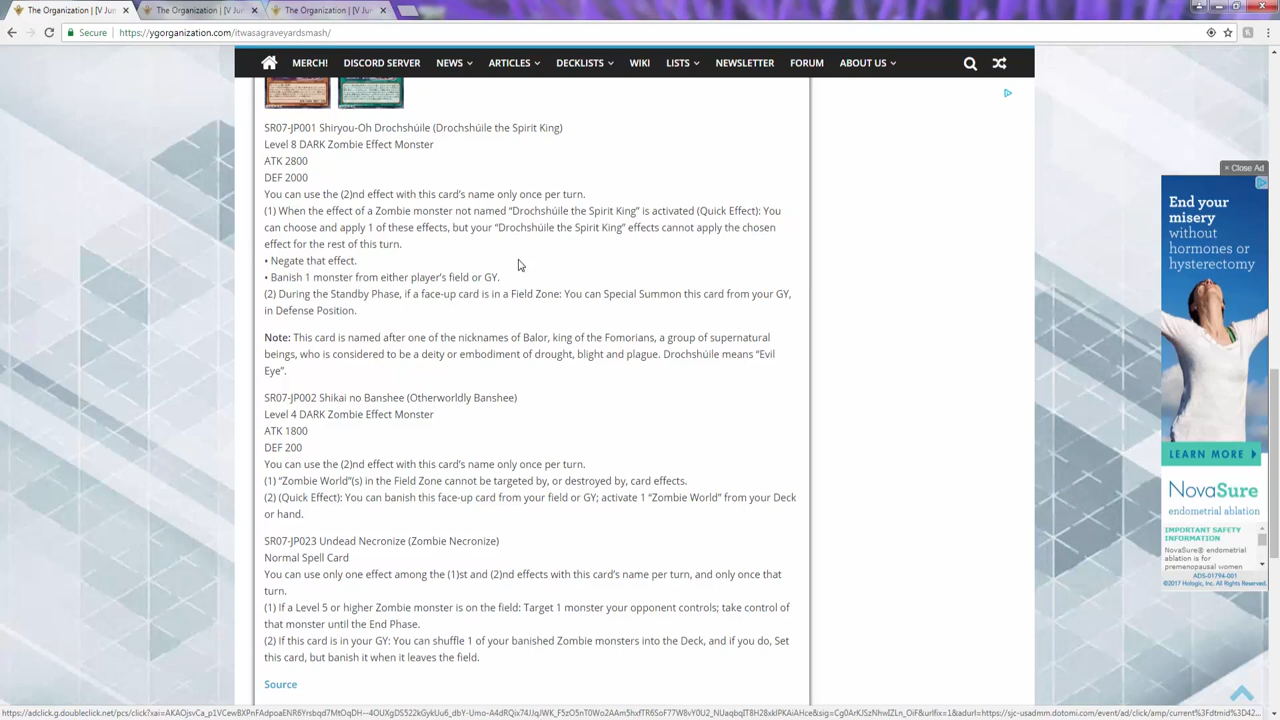 The Organization | [V Jum
The Organization | [V Jum
The Organization | [V Jum
Secure
https://ygorganization.com/itwasagraveyardsmash/
MERCH!
DISCORD SERVER
NEWS
ARTICLES
DECKLISTS
WIKI
LISTS
NEWSLETTER
FORUM
ABOUT US
SR07-JP001 Shiryou-Oh Drochshúile (Drochshúile the Spirit King)
Level 8 DARK Zombie Effect Monster
ATK 2800
DEF 2000
You can use the (2)nd effect with this card's name only once per turn.
(1) When the effect of a Zombie monster not named “Drochshúile the Spirit King” is activated (Quick Effect): You
can choose and apply 1 of these effects, but your “Drochshúile the Spirit King” effects cannot apply the chosen
effect for the rest of this turn.
• Negate that effect.
• Banish 1 monster from either player's field or GY.
(2) During the Standby Phase, if a face-up card is in a Field Zone: You can Special Summon this card from your GY,
in Defense Position.
Note: This card is named after one of the nicknames of Balor, king of the Fomorians, a group of supernatural
beings, who is considered to be a deity or embodiment of drought, blight and plague. Drochshúile means “Evil
Eye”.
SR07-JP002 Shikai no Banshee (Otherworldly Banshee)
Level 4 DARK Zombie Effect Monster
ATK 1800
DEF 200
You can use the (2)nd effect with this card's name only once per turn.
(1) “Zombie World”(s) in the Field Zone cannot be targeted by, or destroyed by, card effects.
(2) (Quick Effect): You can banish this face-up card from your field or GY; activate 1 “Zombie World” from your Deck
or hand.
SR07-JP023 Undead Necronize (Zombie Necronize)
Normal Spell Card
You can use only one effect among the (1)st and (2)nd effects with this card's name per turn, and only once that
turn.
(1) If a Level 5 or higher Zombie monster is on the field: Target 1 monster your opponent controls; take control of
that monster until the End Phase.
(2) If this card is in your GY: You can shuffle 1 of your banished Zombie monsters into the Deck, and if you do, Set
this card, but banish it when it leaves the field.
Source
× Close Ad
End your
misery
without
hormones or
hysterectomy
LEARN MORE
NovaSure
endometrial ablation
IMPORTANT SAFETY
INFORMATION
NovaSure® endometrial
ablation is for
premenopausal women
ADS-01794-001
©2017 Hologic, Inc. All Rights Reserved.